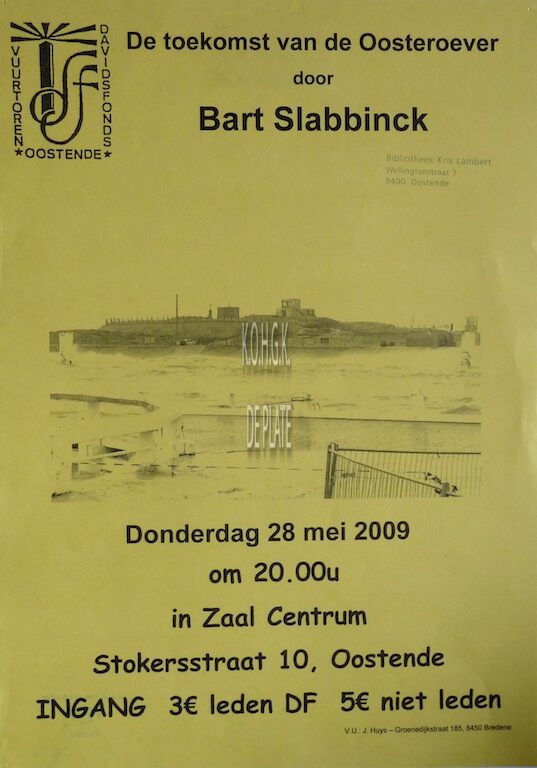 VUURTOREN
DAVIDSFONDS
★OOSTENDE★
De toekomst van de Oosteroever
door
Bart Slabbinck
Bibliotheek Kris Lambert
Wellingtonstraat 7
8400 Oostende
K.O.H.G.K.
DE PLATE
Donderdag 28 mei 2009
om 20.00u
in Zaal Centrum
Stokersstraat 10, Oostende
INGANG 3€ leden DF 5€ niet leden
V.U.: J. Huys – Groenedijkstraat 185, 8450 Bredene